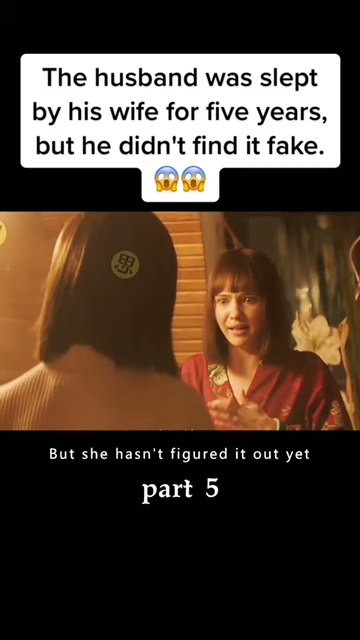 The husband was slept
by his wife for five years,
but he didn't find it fake.
😱😱
思
But she hasn't figured it out yet
part 5